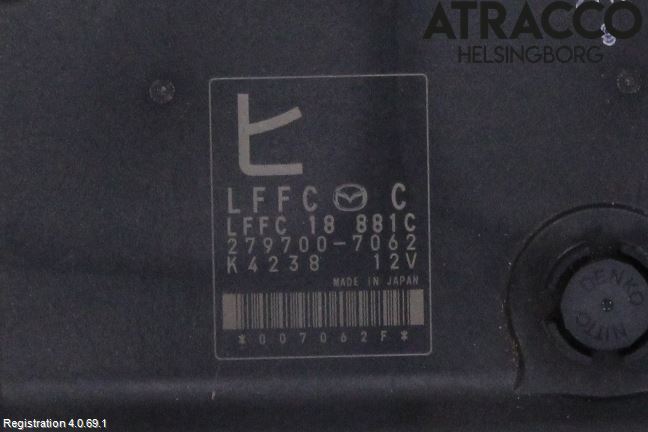 ATRACCO
HELSINGBORG
ヒ
LFFC C
LFFC 18 881C
279700-7062
K4238 12V
MADE IN JAPAN
*007062F*
NITTO DENKO
Registration 4.0.69.1